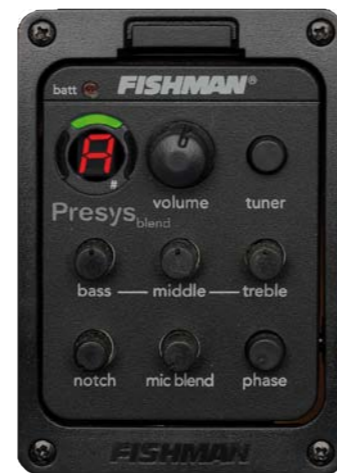 batt FISHMAN®
A
#
volume tuner
Presys blend
bass middle treble
notch mic blend phase
FISHMAN